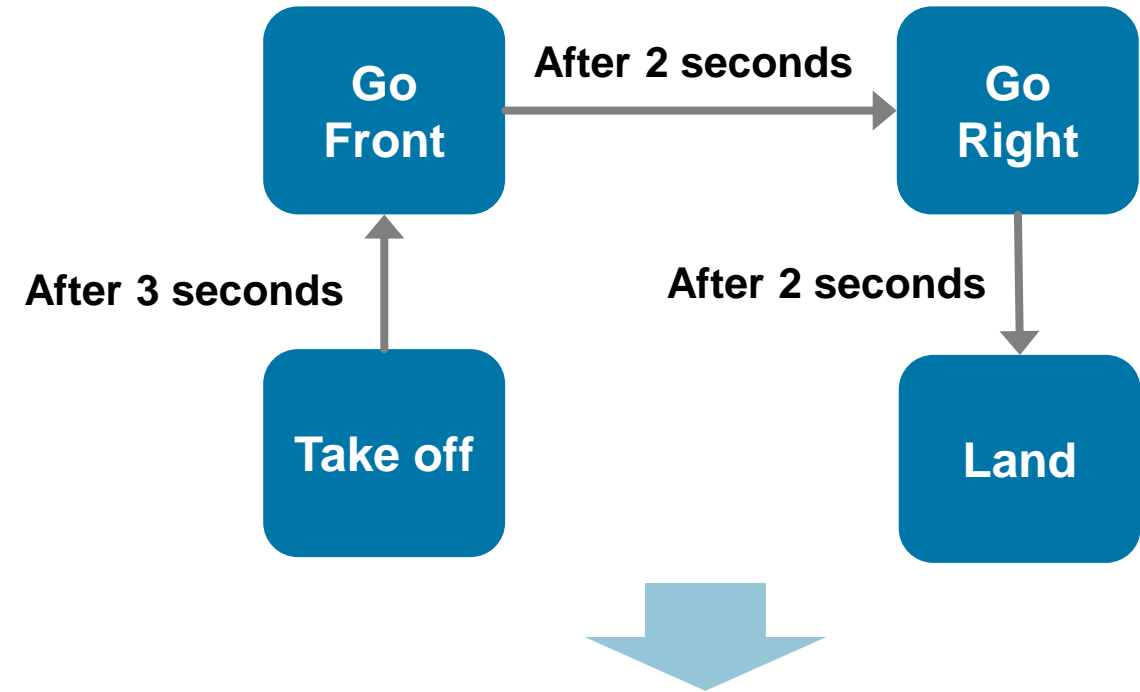 After 2 seconds
Go
Front
Go
Right
After 3 seconds
After 2 seconds
Take off
Land